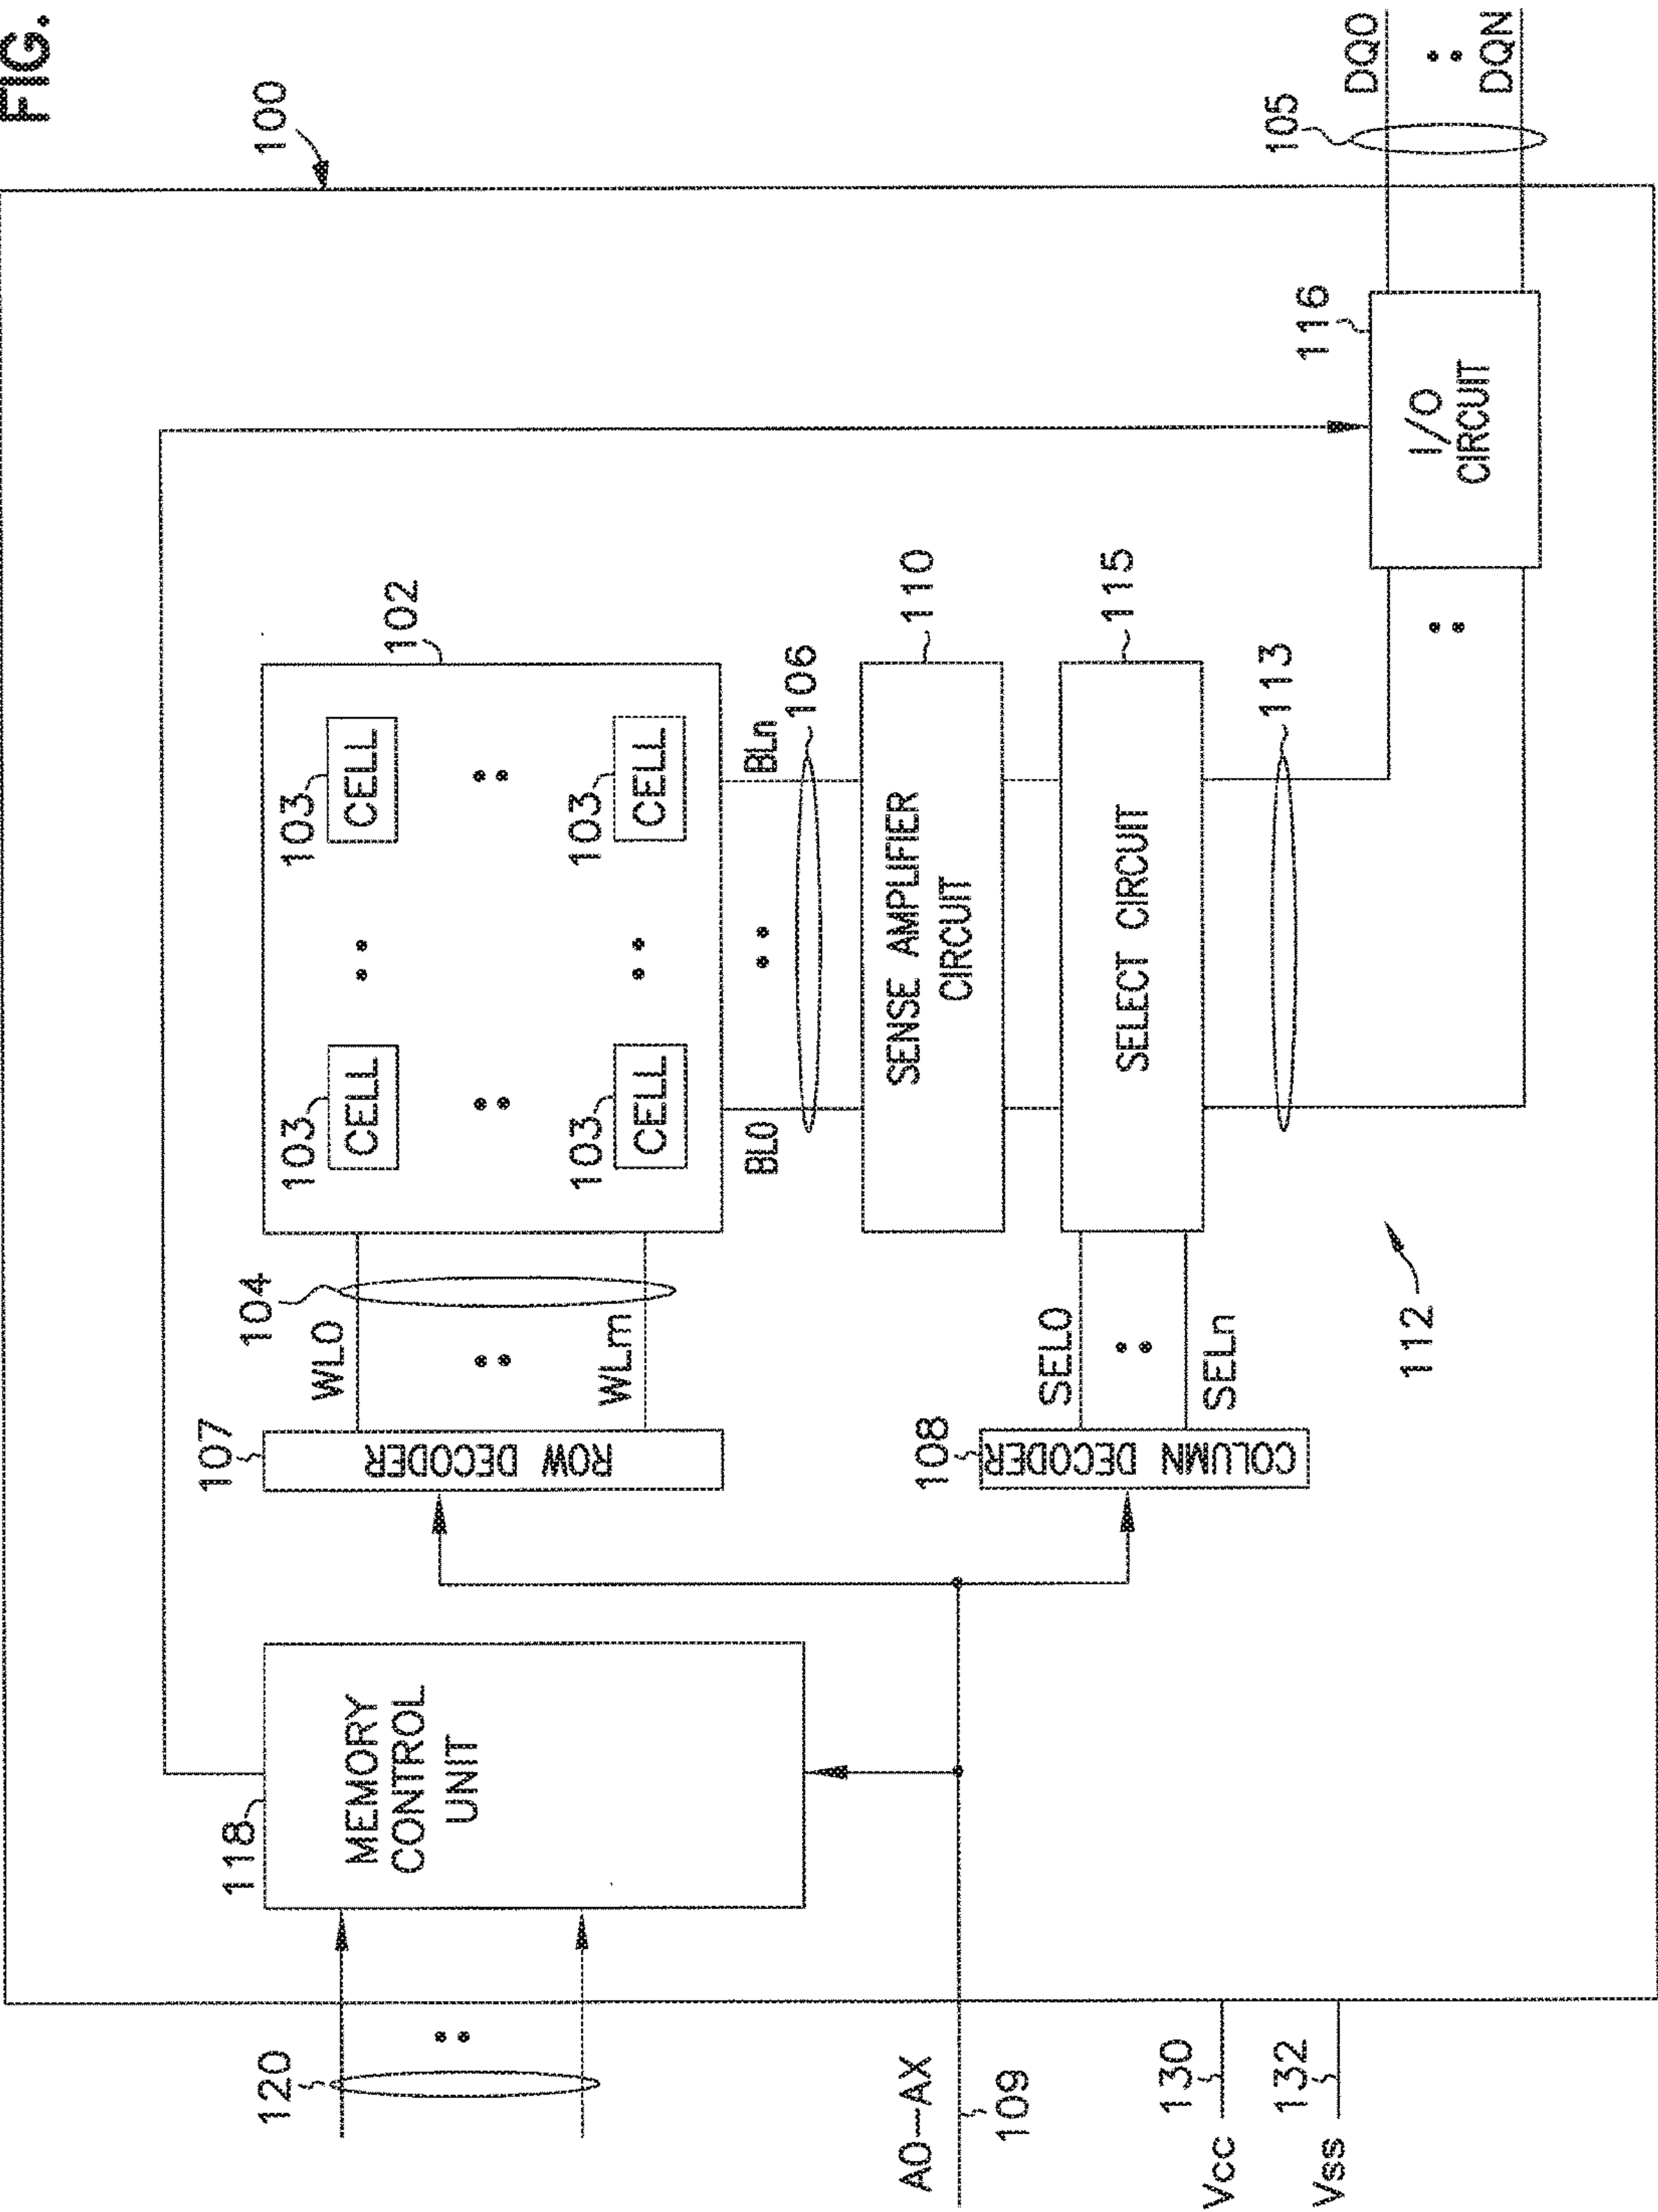 FIG.
100
118
MEMORY
CONTROL
UNIT
120
107
ROW DECODER
104
WL0
WLm
102
103
CELL
103
CELL
103
CELL
103
CELL
BL0
BLn
106
SENSE AMPLIFIER
CIRCUIT
110
108
COLUMN DECODER
SEL0
SELn
SELECT CIRCUIT
115
113
112
I/O
CIRCUIT
116
105
DQ0
DQN
A0-AX
109
Vcc
130
Vss
132